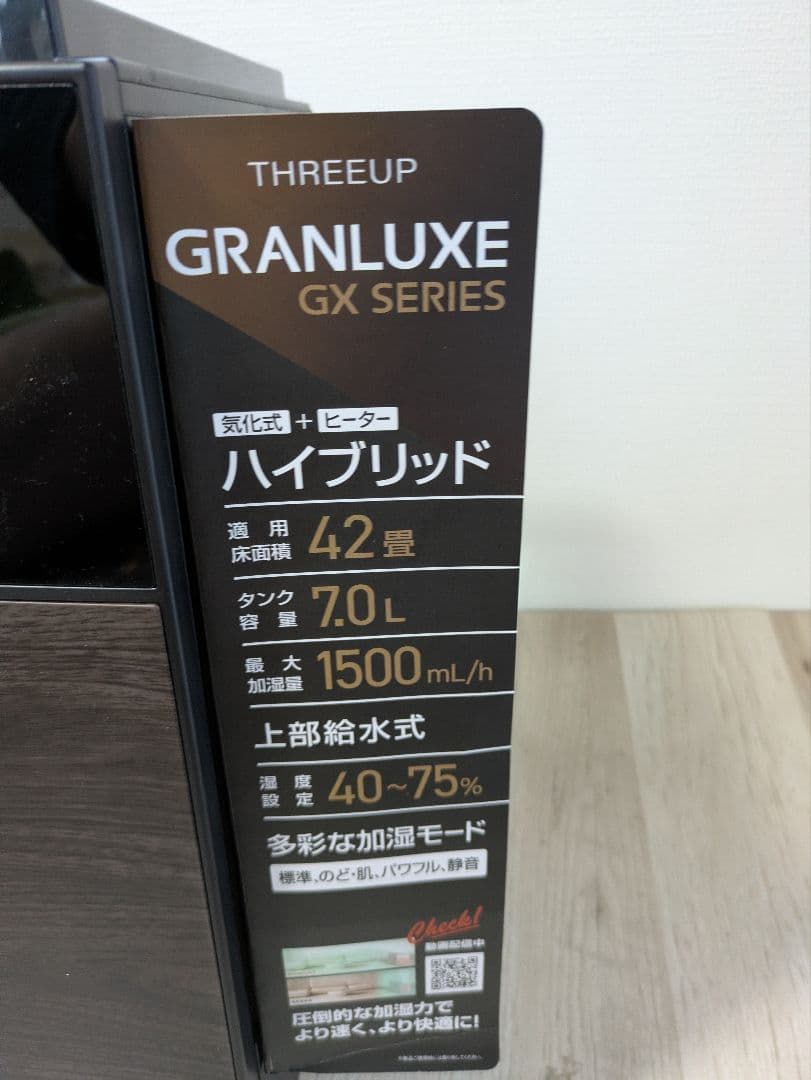 THREEUP
GRANLUXE
GX SERIES
気化式 + ヒーター
ハイブリッド
適用床面積 42畳
タンク容量 7.0L
最大加湿量 1500mL/h
上部給水式
湿度設定 40~75%
多彩な加湿モード
標準、のど・肌、パワフル、静音
Check!
動画配信中
圧倒的な加湿力で
より速く、より快適に!